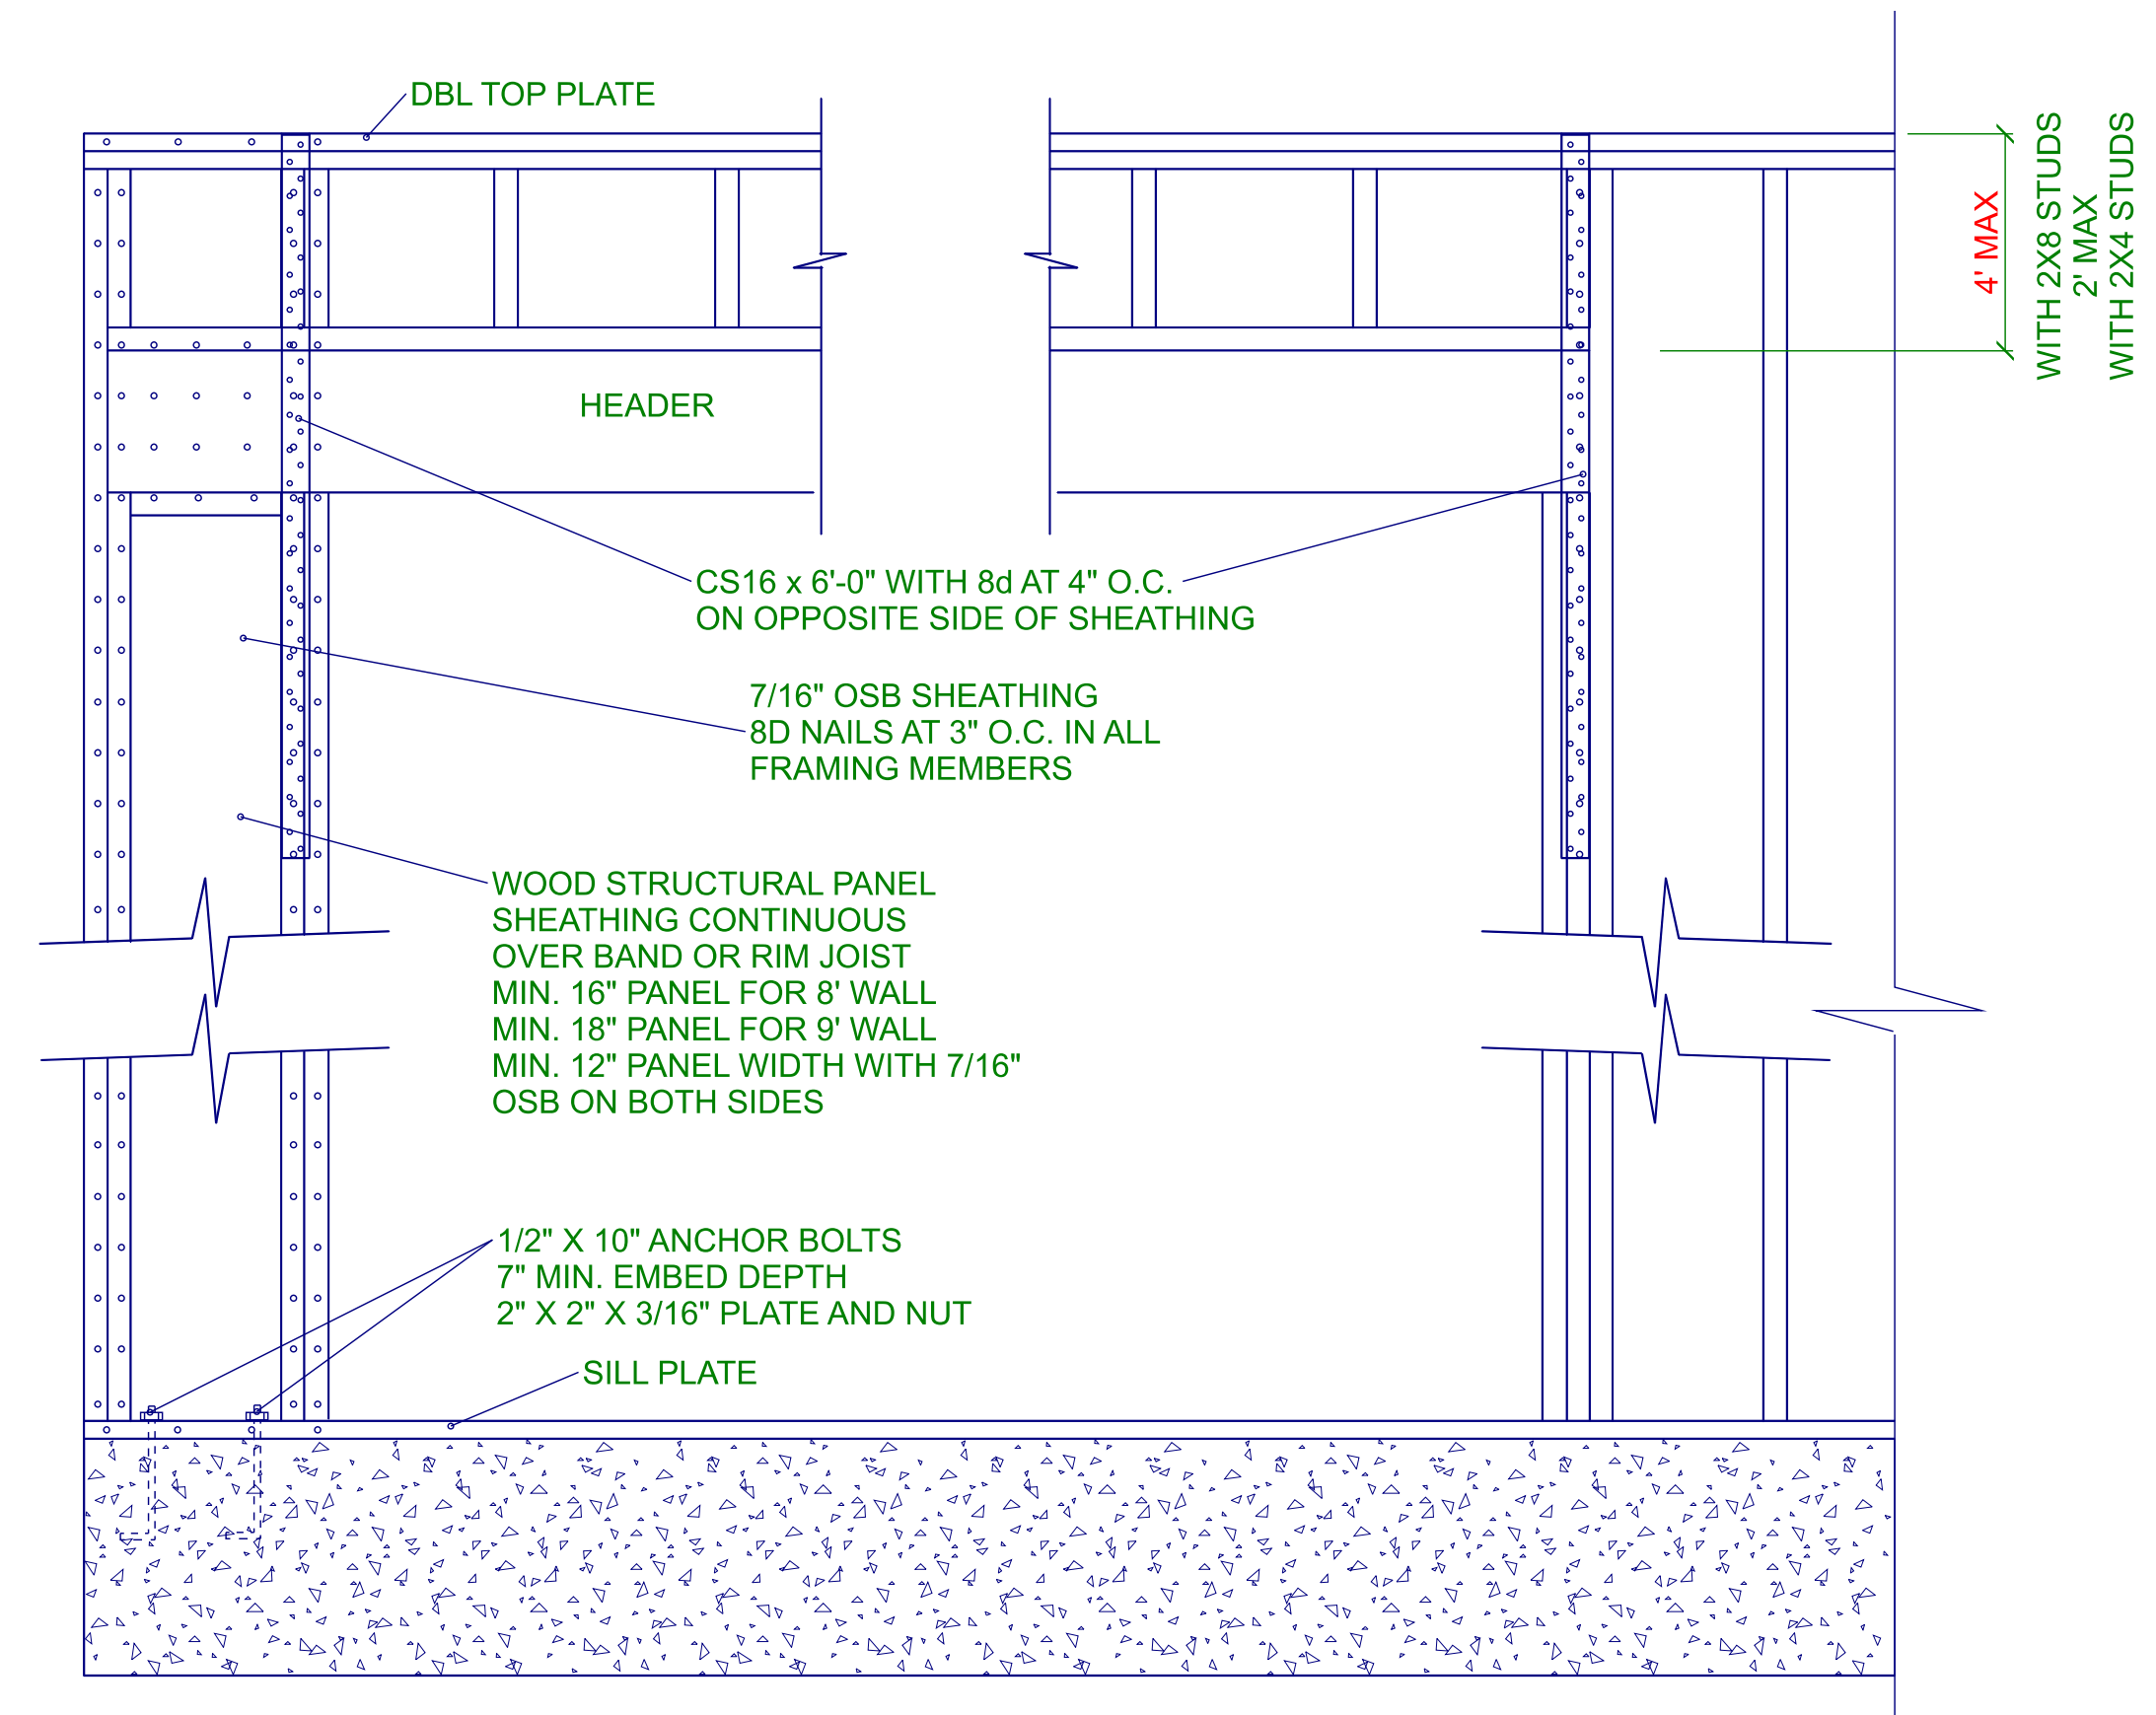 DBL TOP PLATE
4' MAX
WITH 2X8 STUDS
2' MAX
WITH 2X4 STUDS
HEADER
CS16 x 6'-0" WITH 8d AT 4" O.C.
ON OPPOSITE SIDE OF SHEATHING
7/16" OSB SHEATHING
8D NAILS AT 3" O.C. IN ALL
FRAMING MEMBERS
WOOD STRUCTURAL PANEL
SHEATHING CONTINUOUS
OVER BAND OR RIM JOIST
MIN. 16" PANEL FOR 8' WALL
MIN. 18" PANEL FOR 9' WALL
MIN. 12" PANEL WIDTH WITH 7/16"
OSB ON BOTH SIDES
1/2" X 10" ANCHOR BOLTS
7" MIN. EMBED DEPTH
2" X 2" X 3/16" PLATE AND NUT
SILL PLATE